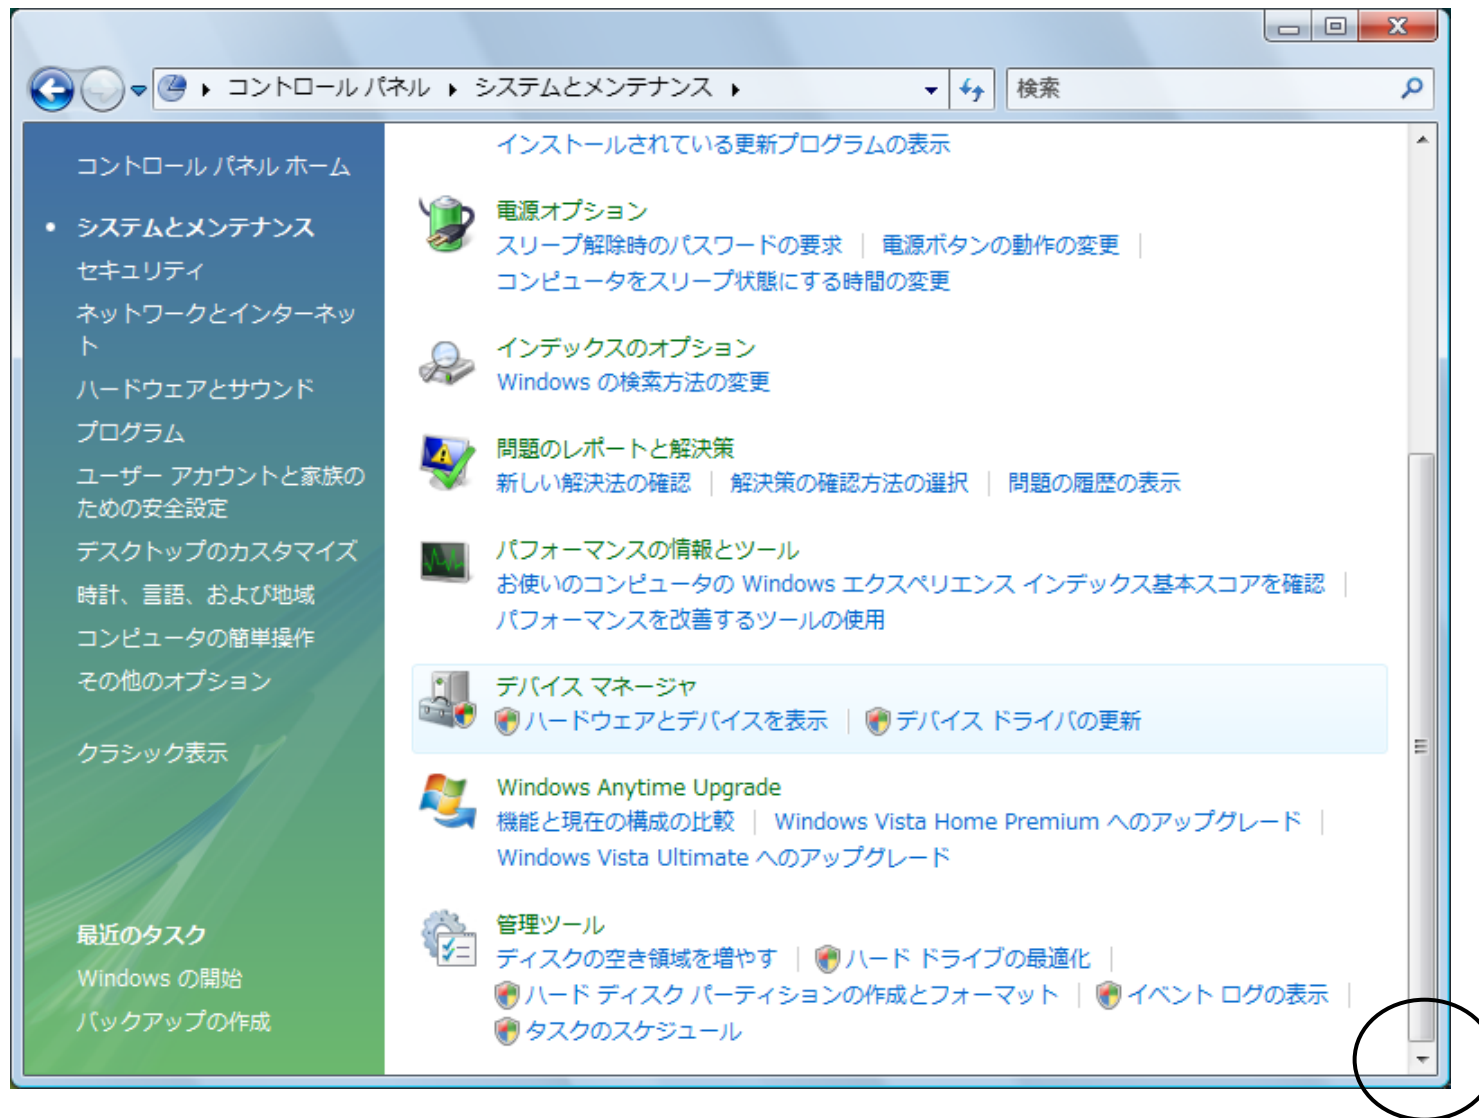 コントロール パネル ▸ システムとメンテナンス ▸
検索
コントロール パネル ホーム
• システムとメンテナンス
セキュリティ
ネットワークとインターネッ
ト
ハードウェアとサウンド
プログラム
ユーザー アカウントと家族の
ための安全設定
デスクトップのカスタマイズ
時計、言語、および地域
コンピュータの簡単操作
その他のオプション
クラシック表示
最近のタスク
Windows の開始
バックアップの作成
インストールされている更新プログラムの表示
電源オプション
スリープ解除時のパスワードの要求 | 電源ボタンの動作の変更 |
コンピュータをスリープ状態にする時間の変更
インデックスのオプション
Windows の検索方法の変更
問題のレポートと解決策
新しい解決法の確認 | 解決策の確認方法の選択 | 問題の履歴の表示
パフォーマンスの情報とツール
お使いのコンピュータの Windows エクスペリエンス インデックス基本スコアを確認 |
パフォーマンスを改善するツールの使用
デバイス マネージャ
ハードウェアとデバイスを表示 | デバイス ドライバの更新
Windows Anytime Upgrade
機能と現在の構成の比較 | Windows Vista Home Premium へのアップグレード |
Windows Vista Ultimate へのアップグレード
管理ツール
ディスクの空き領域を増やす | ハード ドライブの最適化 |
ハード ディスク パーティションの作成とフォーマット | イベント ログの表示 |
タスクのスケジュール